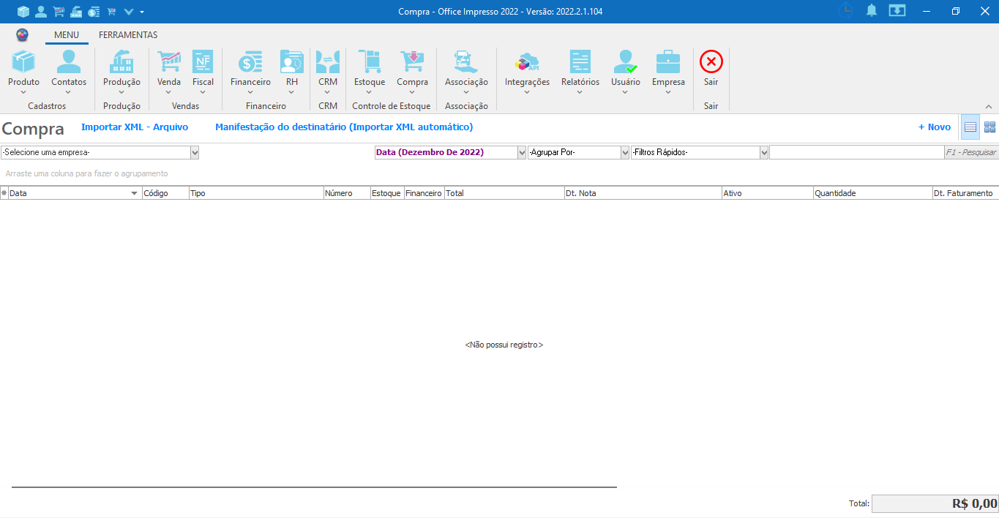 Compra - Office Impresso 2022 - Versão: 2022.2.1.104
MENU FERRAMENTAS
Produto Contatos Produção Venda Fiscal Financeiro RH CRM Estoque Compra Associação Integrações Relatórios Usuário Empresa Sair
Cadastros Produção Vendas Financeiro CRM Controle de Estoque Associação Sair
Compra Importar XML - Arquivo Manifestação do destinatário (Importar XML automático) + Novo
-Selecione uma empresa- Data (Dezembro De 2022) -Agrupar Por- -Filtros Rápidos- F1 - Pesquisar
Arraste uma coluna para fazer o agrupamento
Data Código Tipo Número Estoque Financeiro Total Dt. Nota Ativo Quantidade Dt. Faturamento
<Não possui registro>
Total: R$ 0,00